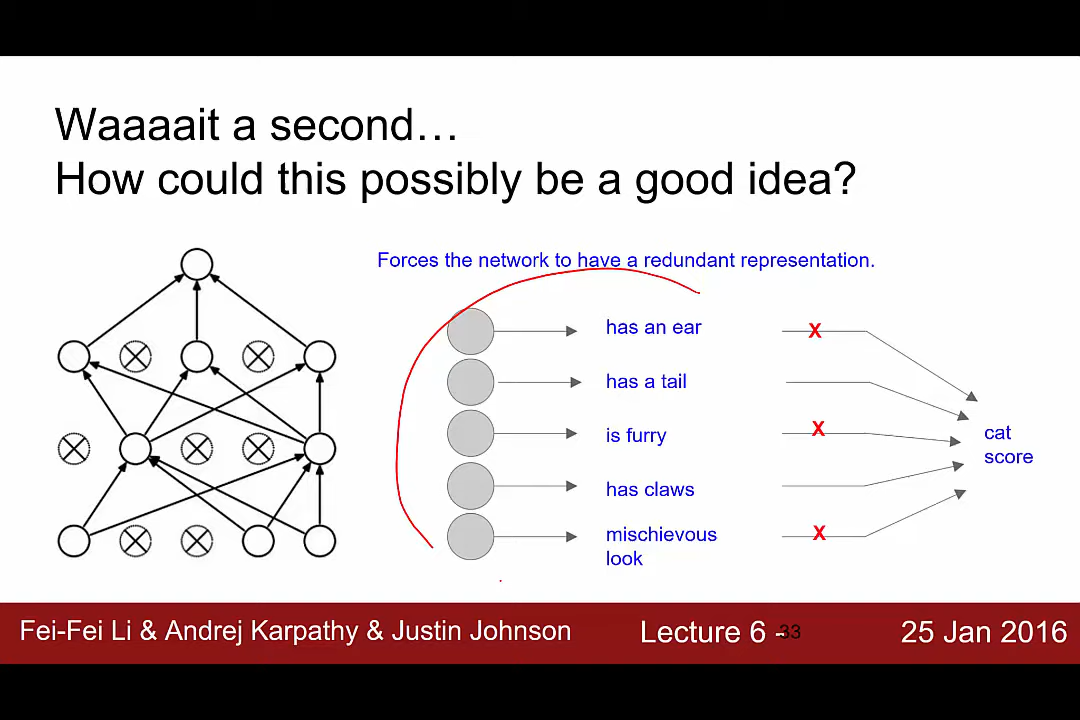 Waaaait a second…
How could this possibly be a good idea?
Forces the network to have a redundant representation.
has an ear
X
has a tail
is furry
X
cat
score
has claws
mischievous
look
X
Fei-Fei Li & Andrej Karpathy & Justin Johnson
Lecture 6 - 33
25 Jan 2016